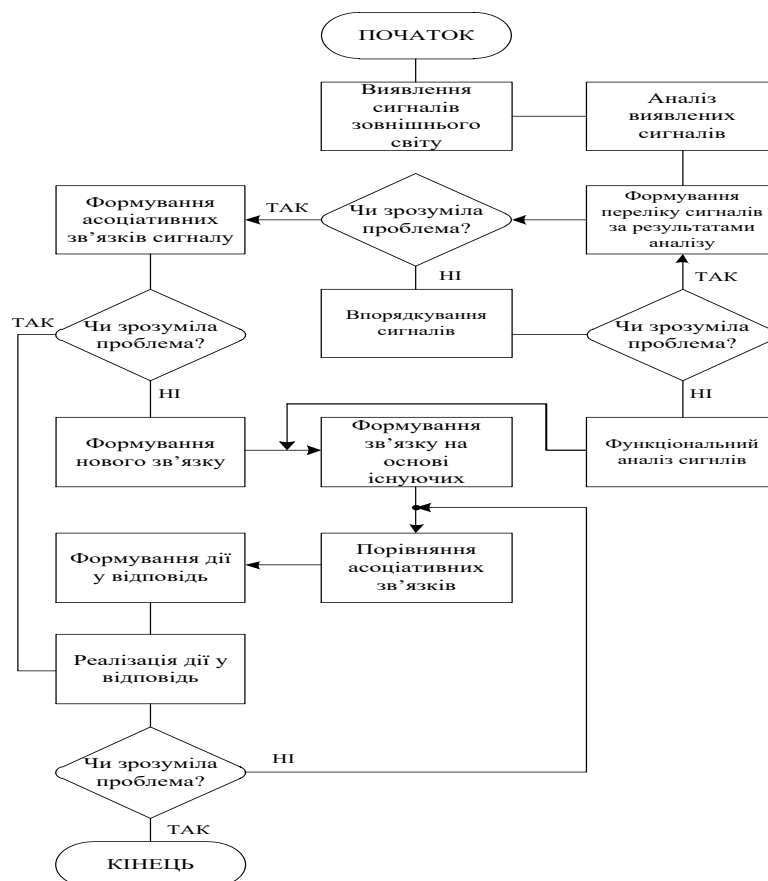 ПОЧАТОК
Виявлення
сигналів
зовнішнього
світу
Аналіз
виявлених
сигналів
Формування
переліку сигналів
за результатами
аналізу
Чи зрозуміла
проблема?
ТАК
Формування
асоціативних
зв’язків сигналу
НІ
Впорядкування
сигналів
ТАК
Чи зрозуміла
проблема?
ТАК
Чи зрозуміла
проблема?
НІ
НІ
Формування
нового зв’язку
Формування
зв’язку на
основі
існуючих
Функціональний
аналіз сигнлів
Порівняння
асоціативних
зв’язків
Формування дії
у відповідь
Реалізація дії у
відповідь
Чи зрозуміла
проблема?
НІ
ТАК
КІНЕЦЬ